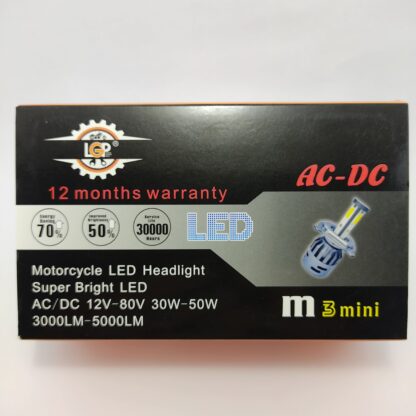 LGP®
AC-DC
12 months warranty
Energy
Saving
70%
Improved
Brightness
50%
Service
Life
30000
Hours
LED
Motorcycle LED Headlight
Super Bright LED
AC/DC 12V-80V 30W-50W
3000LM-5000LM
m 3 mini